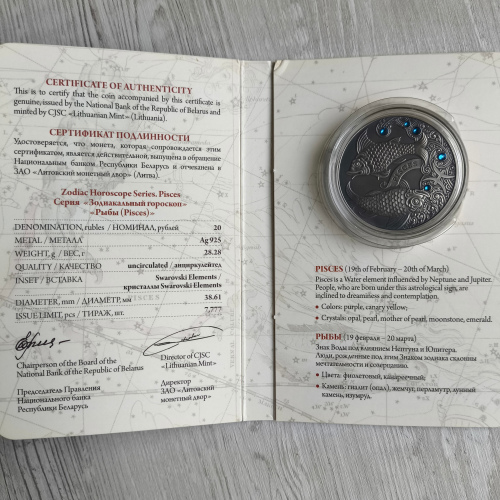 CERTIFICATE OF AUTHENTICITY
This is to certify that the coin accompanied by this certificate is
genuine, issued by the National Bank of the Republic of Belarus and
minted by CJSC «Lithuanian Mint» (Lithuania).
СЕРТИФИКАТ ПОДЛИННОСТИ
Удостоверяется, что монета, которая сопровождается этим
сертификатом, является действительной, выпущена в обращение
Национальным банком Республики Беларусь и отчеканена в
ЗАО «Литовский монетный двор» (Литва).
Zodiac Horoscope Series. Pisces
Серия «Зодиакальный гороскоп»
«Рыбы (Pisces)»
DENOMINATION, rubles / НОМИНАЛ, рублей 20
METAL / МЕТАЛЛ Ag 925
WEIGHT, g / ВЕС, г 28.28
QUALITY / КАЧЕСТВО uncirculated / анциркулейтед
INSET / ВСТАВКА Swarovski Elements /
кристаллы Swarovski Elements
DIAMETER, mm / ДИАМЕТР, мм 38.61
ISSUE LIMIT, pcs / ТИРАЖ, шт. 7,777
Chairperson of the Board of the
National Bank of the Republic of Belarus
Director of CJSC
«Lithuanian Mint»
Председатель Правления
Национального банка
Республики Беларусь
Директор
ЗАО «Литовский
монетный двор»
PISCES (19th of February – 20th of March)
Pisces is a Water element influenced by Neptune and Jupiter.
People, who are born under this astrological sign, are
inclined to dreaminess and contemplation.
• Colors: purple, canary yellow;
• Crystals: opal, pearl, mother of pearl, moonstone, emerald.
РЫБЫ (19 февраля – 20 марта)
Знак Воды под влиянием Нептуна и Юпитера.
Люди, рожденные под этим Знаком зодиака склонны
мечтательности и созерцанию.
• Цвета: фиолетовый, канареечный;
• Камень: гиалит (опал), жемчуг, перламутр, лунный
камень, изумруд.